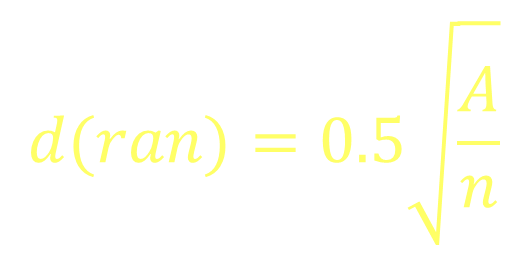 d(ran) = 0.5 √(A/n)